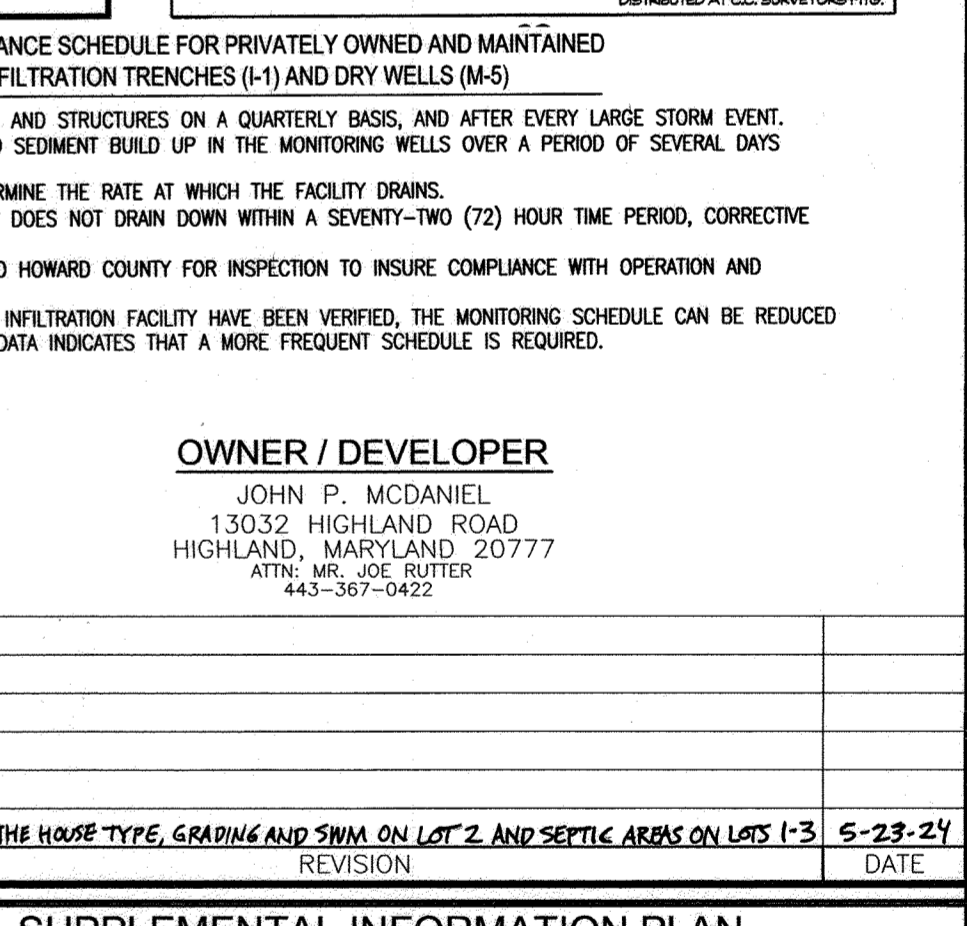 DISTRIBUTED AT C.C. SURVEYORS MTG.
ANCE SCHEDULE FOR PRIVATELY OWNED AND MAINTAINED
FILTRATION TRENCHES (I-1) AND DRY WELLS (M-5)
AND STRUCTURES ON A QUARTERLY BASIS, AND AFTER EVERY LARGE STORM EVENT.
SEDIMENT BUILD UP IN THE MONITORING WELLS OVER A PERIOD OF SEVERAL DAYS
RMINE THE RATE AT WHICH THE FACILITY DRAINS.
DOES NOT DRAIN DOWN WITHIN A SEVENTY-TWO (72) HOUR TIME PERIOD, CORRECTIVE
HOWARD COUNTY FOR INSPECTION TO INSURE COMPLIANCE WITH OPERATION AND
INFILTRATION FACILITY HAVE BEEN VERIFIED, THE MONITORING SCHEDULE CAN BE REDUCED
DATA INDICATES THAT A MORE FREQUENT SCHEDULE IS REQUIRED.
OWNER / DEVELOPER
JOHN P. MCDANIEL
13032 HIGHLAND ROAD
HIGHLAND, MARYLAND 20777
ATTN: MR. JOE RUTTER
443-367-0422
THE HOUSE TYPE, GRADING AND SWM ON LOT 2 AND SEPTIC AREAS ON LOTS 1-3 5-23-24
REVISION DATE
SUPPLEMENTAL INFORMATION PLAN